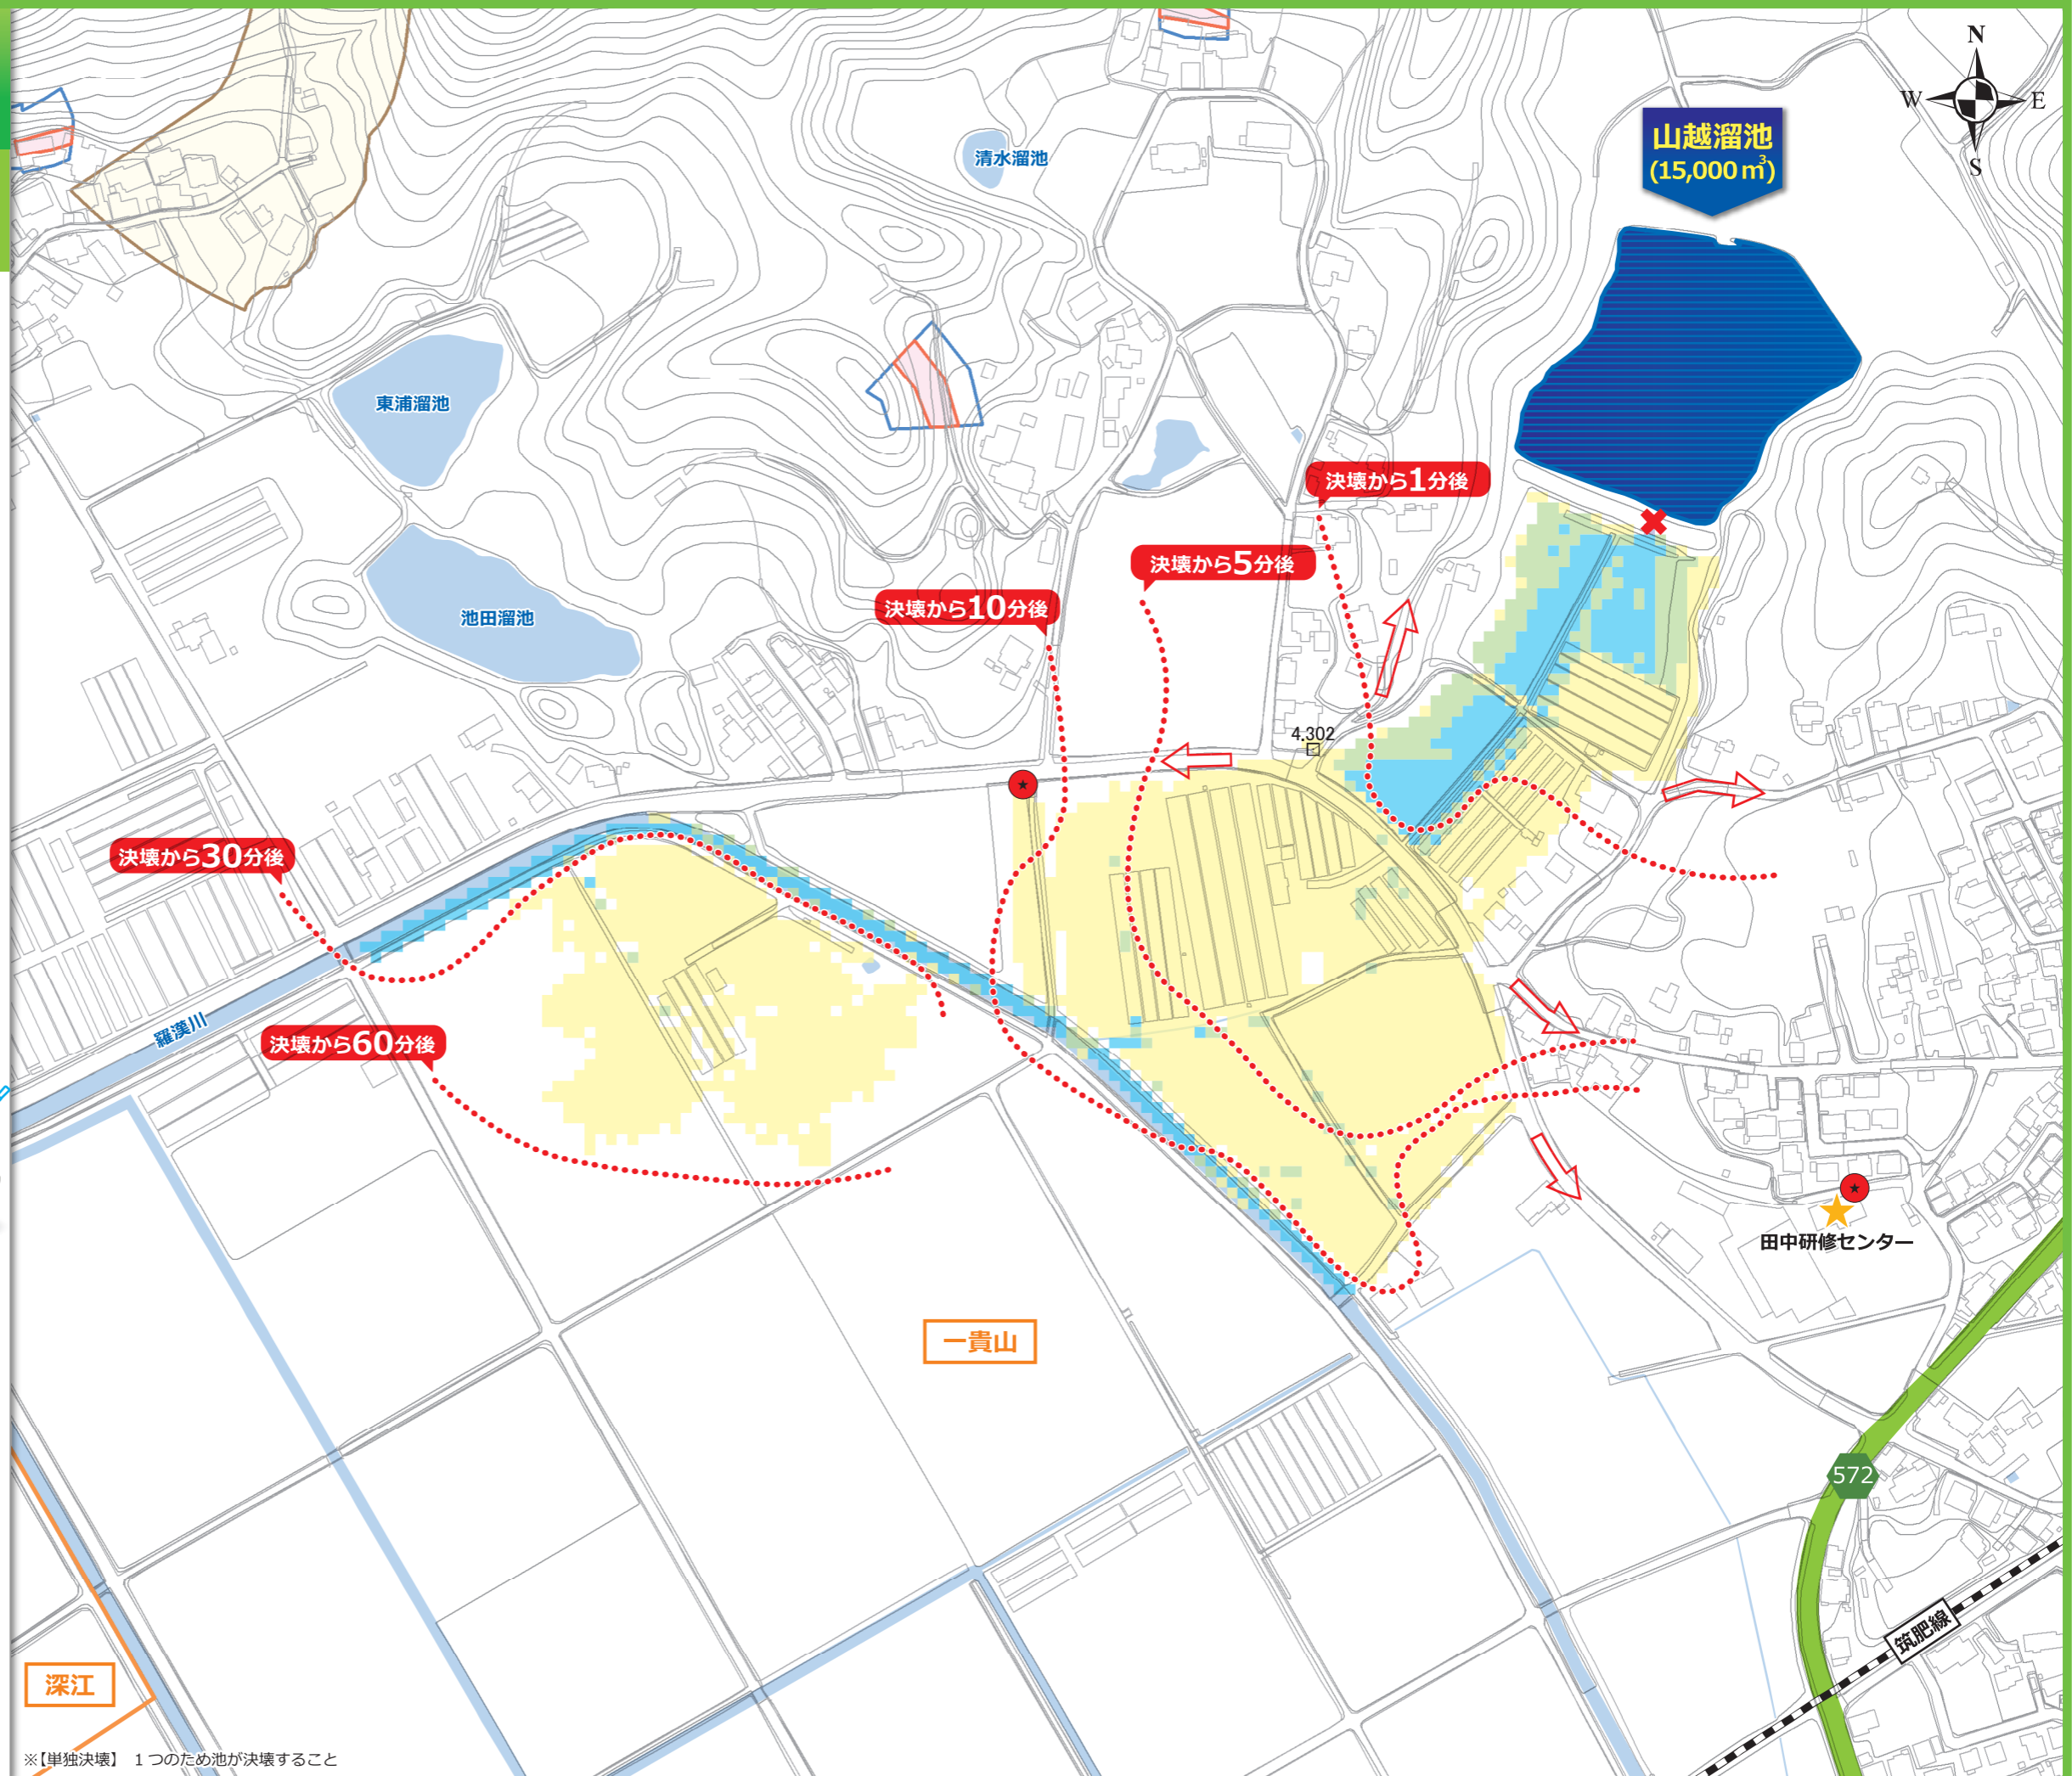 N
W
E
S
山越溜池
(15,000㎥)
清水溜池
東浦溜池
決壊から1分後
決壊から5分後
決壊から10分後
池田溜池
4.302
決壊から30分後
羅漢川
決壊から60分後
田中研修センター
一貴山
572
筑肥線
深江
※【単独決壊】 1つのため池が決壊すること